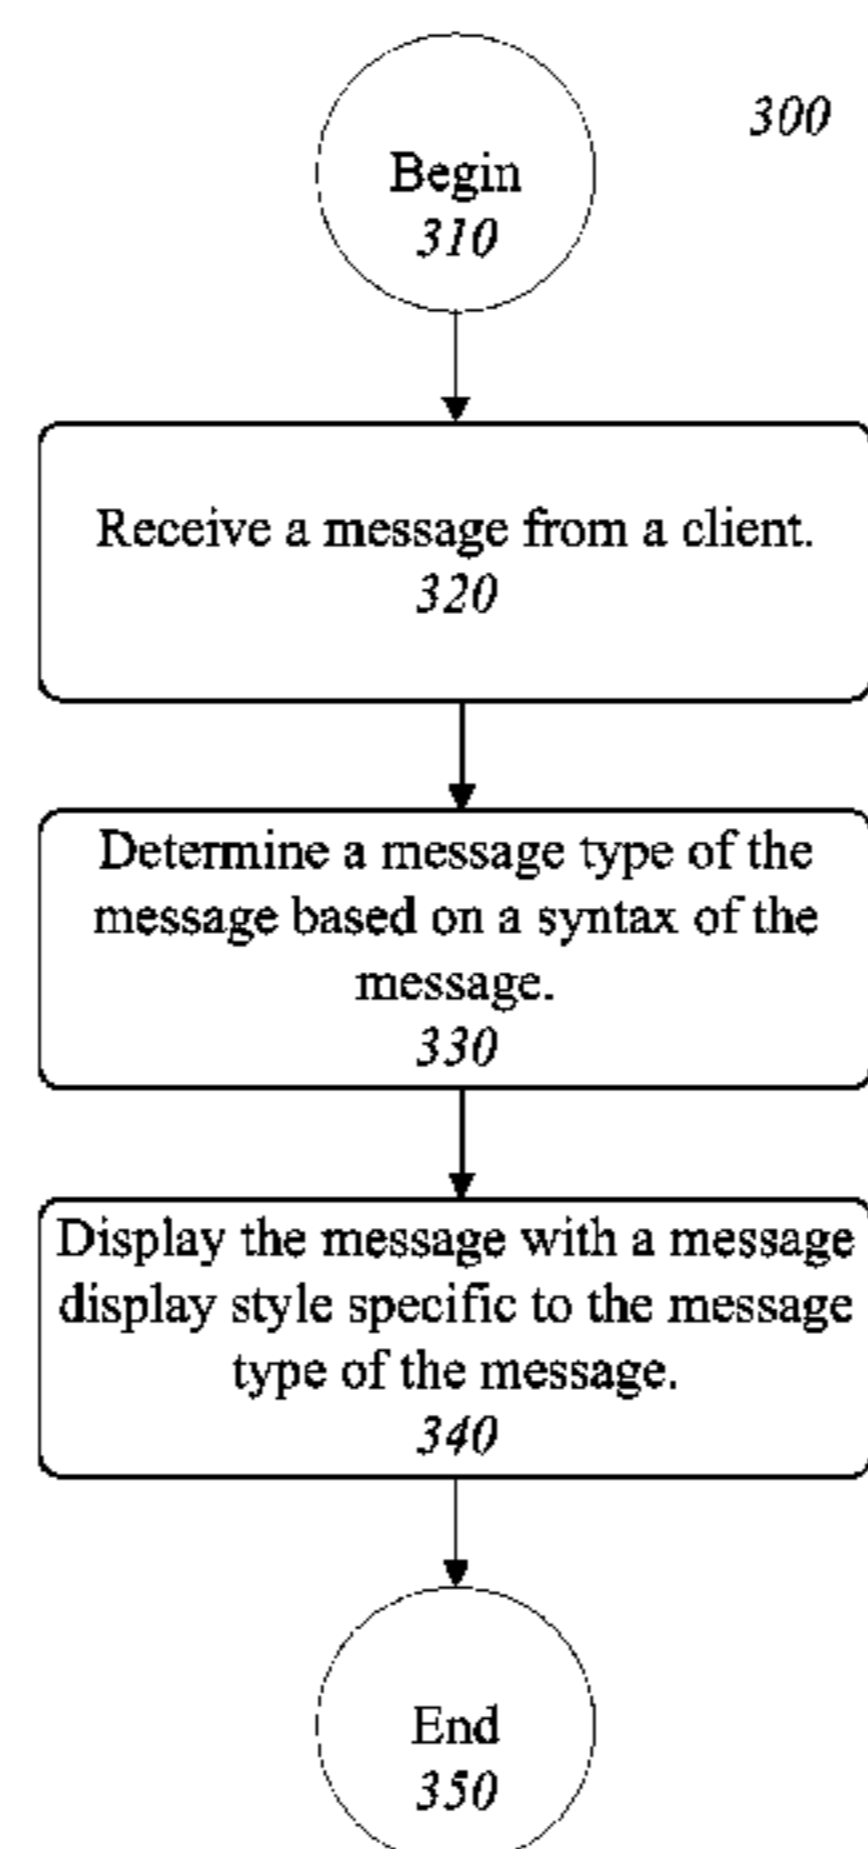 300
Begin
310
Receive a message from a client.
320
Determine a message type of the
message based on a syntax of the
message.
330
Display the message with a message
display style specific to the message
type of the message.
340
End
350